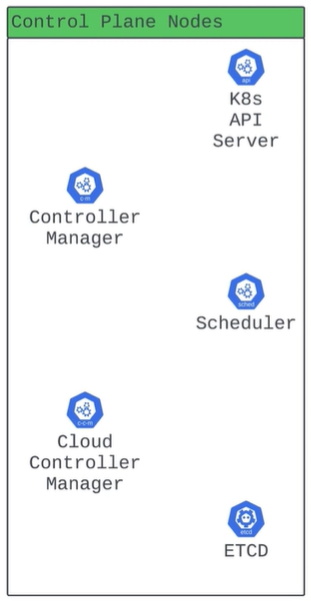 Control Plane Nodes
api
K8s
API
Server
c-m
Controller
Manager
sched
Scheduler
c-c-m
Cloud
Controller
Manager
etcd
ETCD